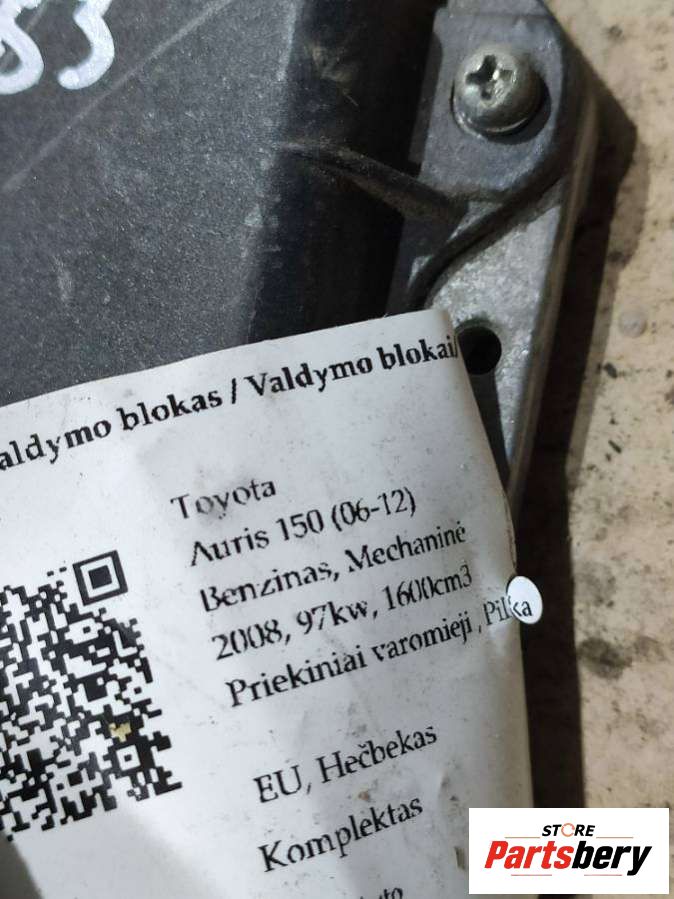 83
aldymo blokas / Valdymo blokai/
Toyota
Auris 150 (06-12)
Benzinas, Mechaninė
2008, 97kw, 1600cm3
Priekiniai varomieji, Pilka
EU, Hečbekas
Komplektas
STORE
Partsbery